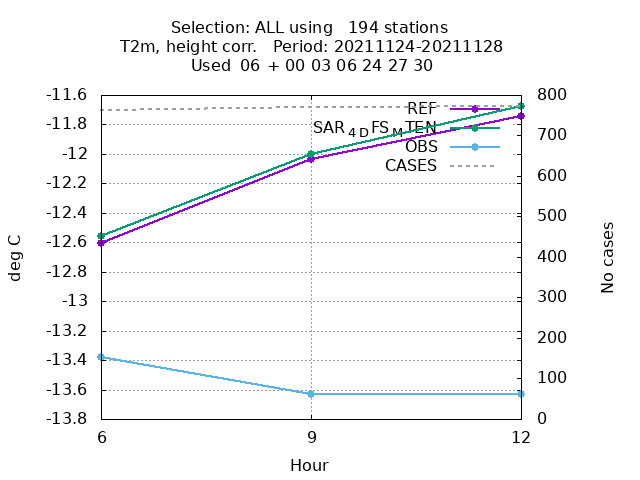 Selection: ALL using   194 stations
T2m, height corr.   Period: 20211124-20211128
Used  06 + 00 03 06 24 27 30
-11.6
-11.8
-12
-12.2
-12.4
-12.6
-12.8
-13
-13.2
-13.4
-13.6
-13.8
deg C
REF
SAR4DFSMTEN
OBS
CASES
800
700
600
500
400
300
200
100
0
No cases
6 9 12
Hour